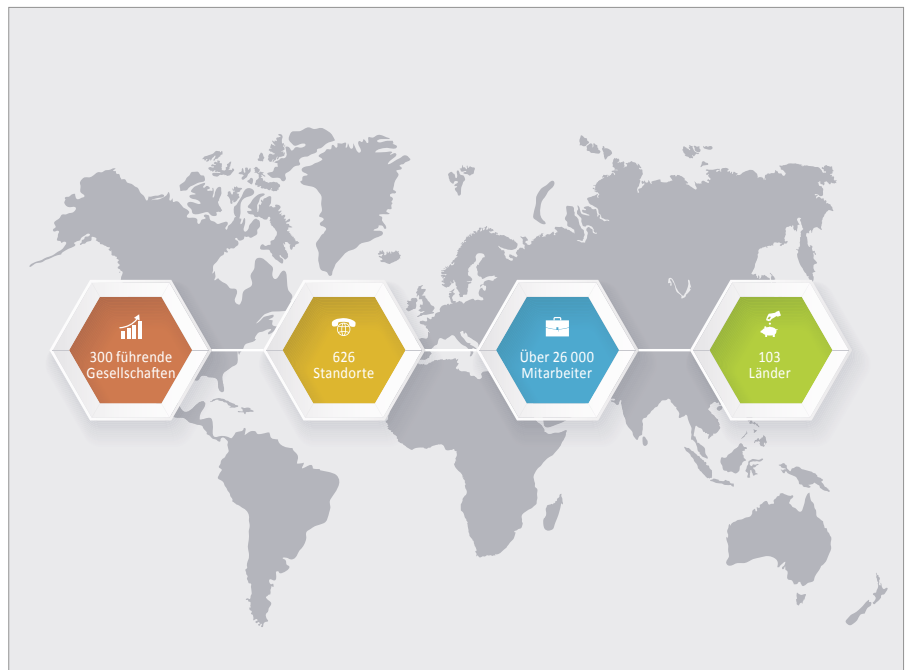 300 führende
Gesellschaften
626
Standorte
Über 26 000
Mitarbeiter
103
Länder